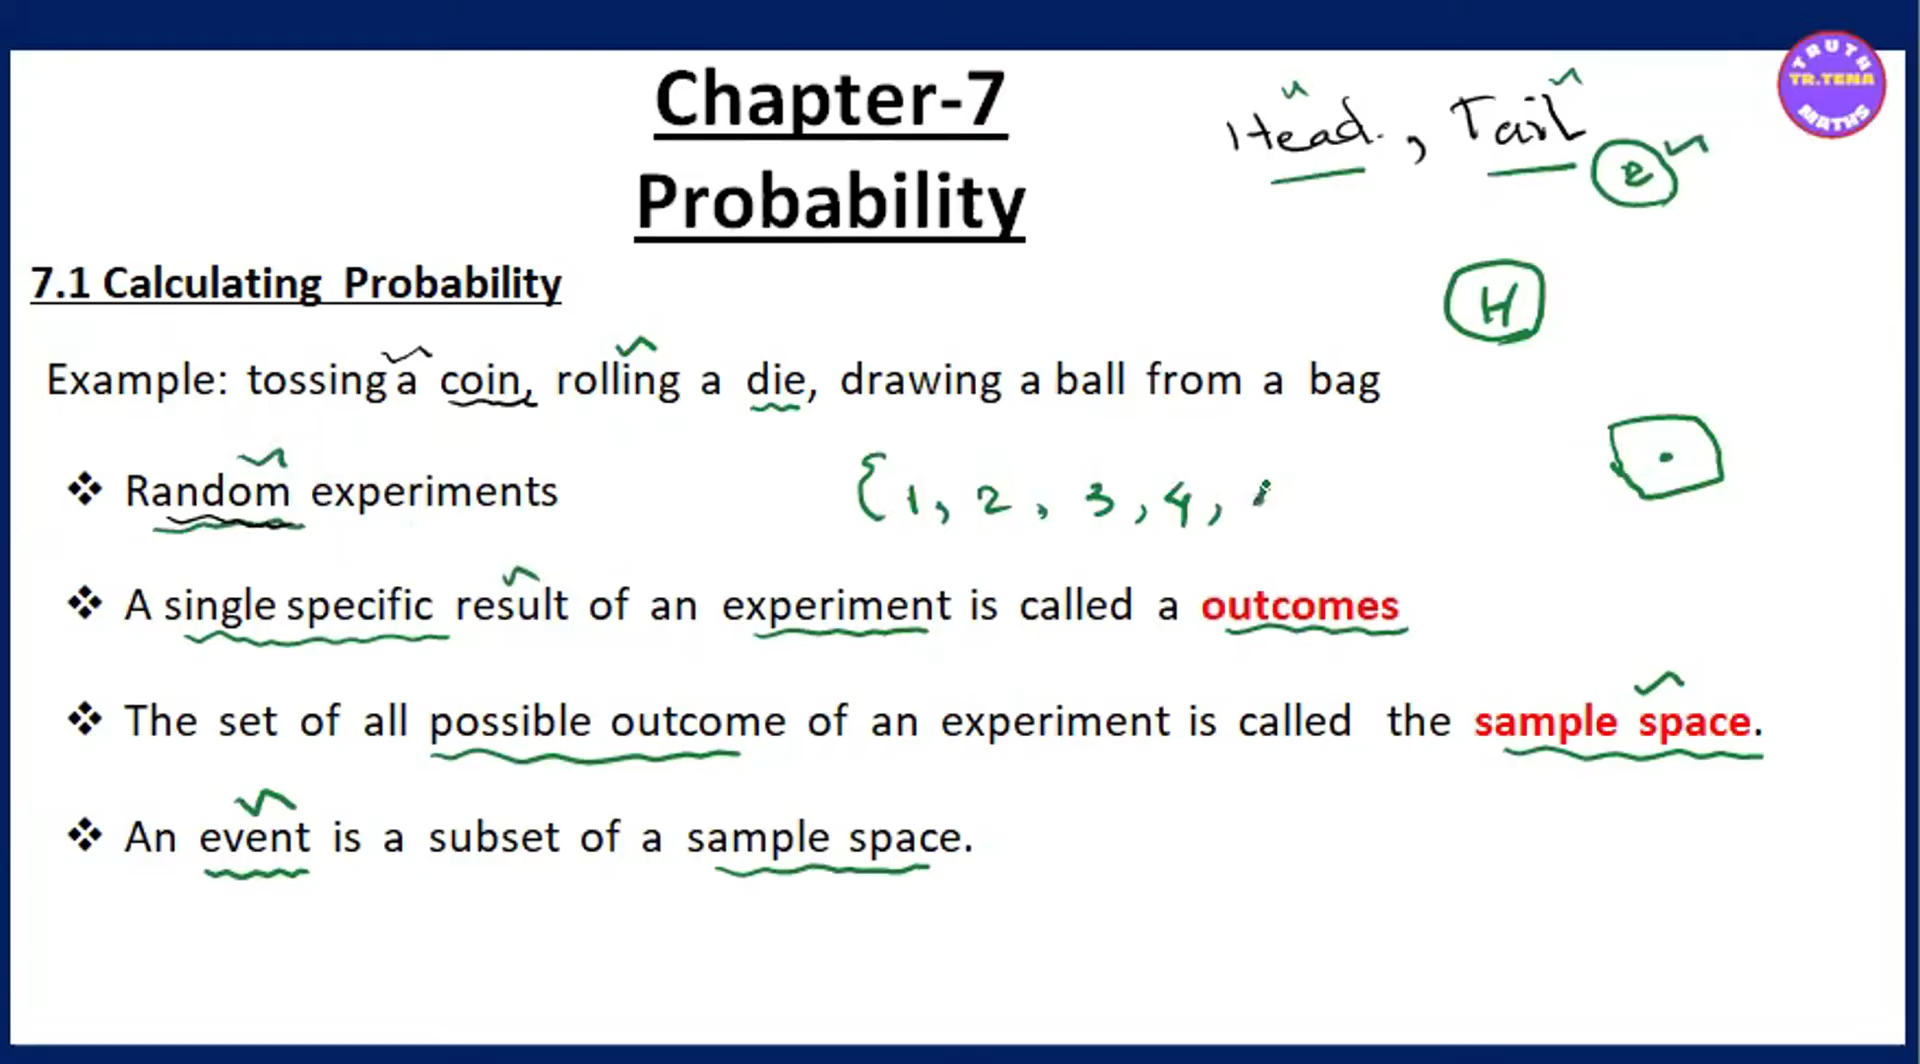 Chapter-7
Probability
Head. , Tail
2
TRUTH
TR.TENA
MATHS
7.1 Calculating Probability
H
Example: tossing a coin, rolling a die, drawing a ball from a bag
❖ Random experiments
{1, 2, 3, 4,
❖ A single specific result of an experiment is called a outcomes
❖ The set of all possible outcome of an experiment is called the sample space.
❖ An event is a subset of a sample space.